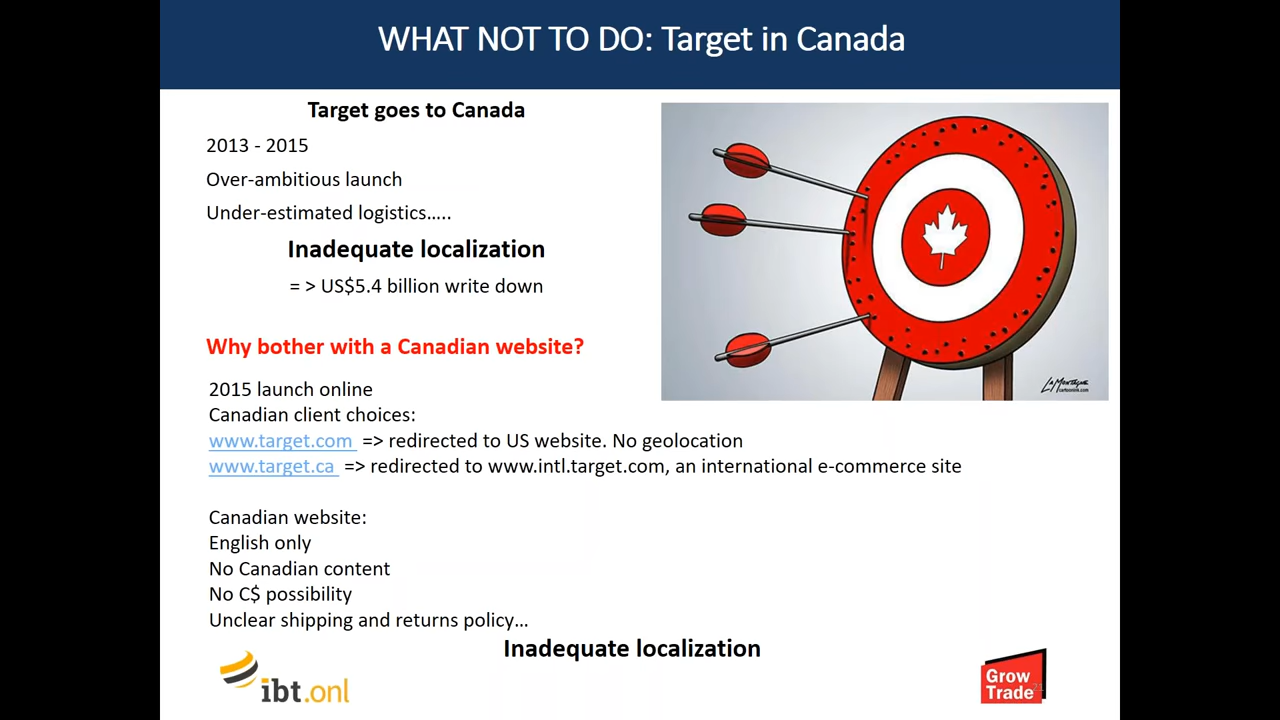 WHAT NOT TO DO: Target in Canada
Target goes to Canada
2013 - 2015
Over-ambitious launch
Under-estimated logistics…..
Inadequate localization
= > US$5.4 billion write down
Why bother with a Canadian website?
2015 launch online
Canadian client choices:
www.target.com => redirected to US website. No geolocation
www.target.ca => redirected to www.intl.target.com, an international e-commerce site
Canadian website:
English only
No Canadian content
No C$ possibility
Unclear shipping and returns policy…
Inadequate localization
ibt.onl
Grow
Trade
LaMontagne